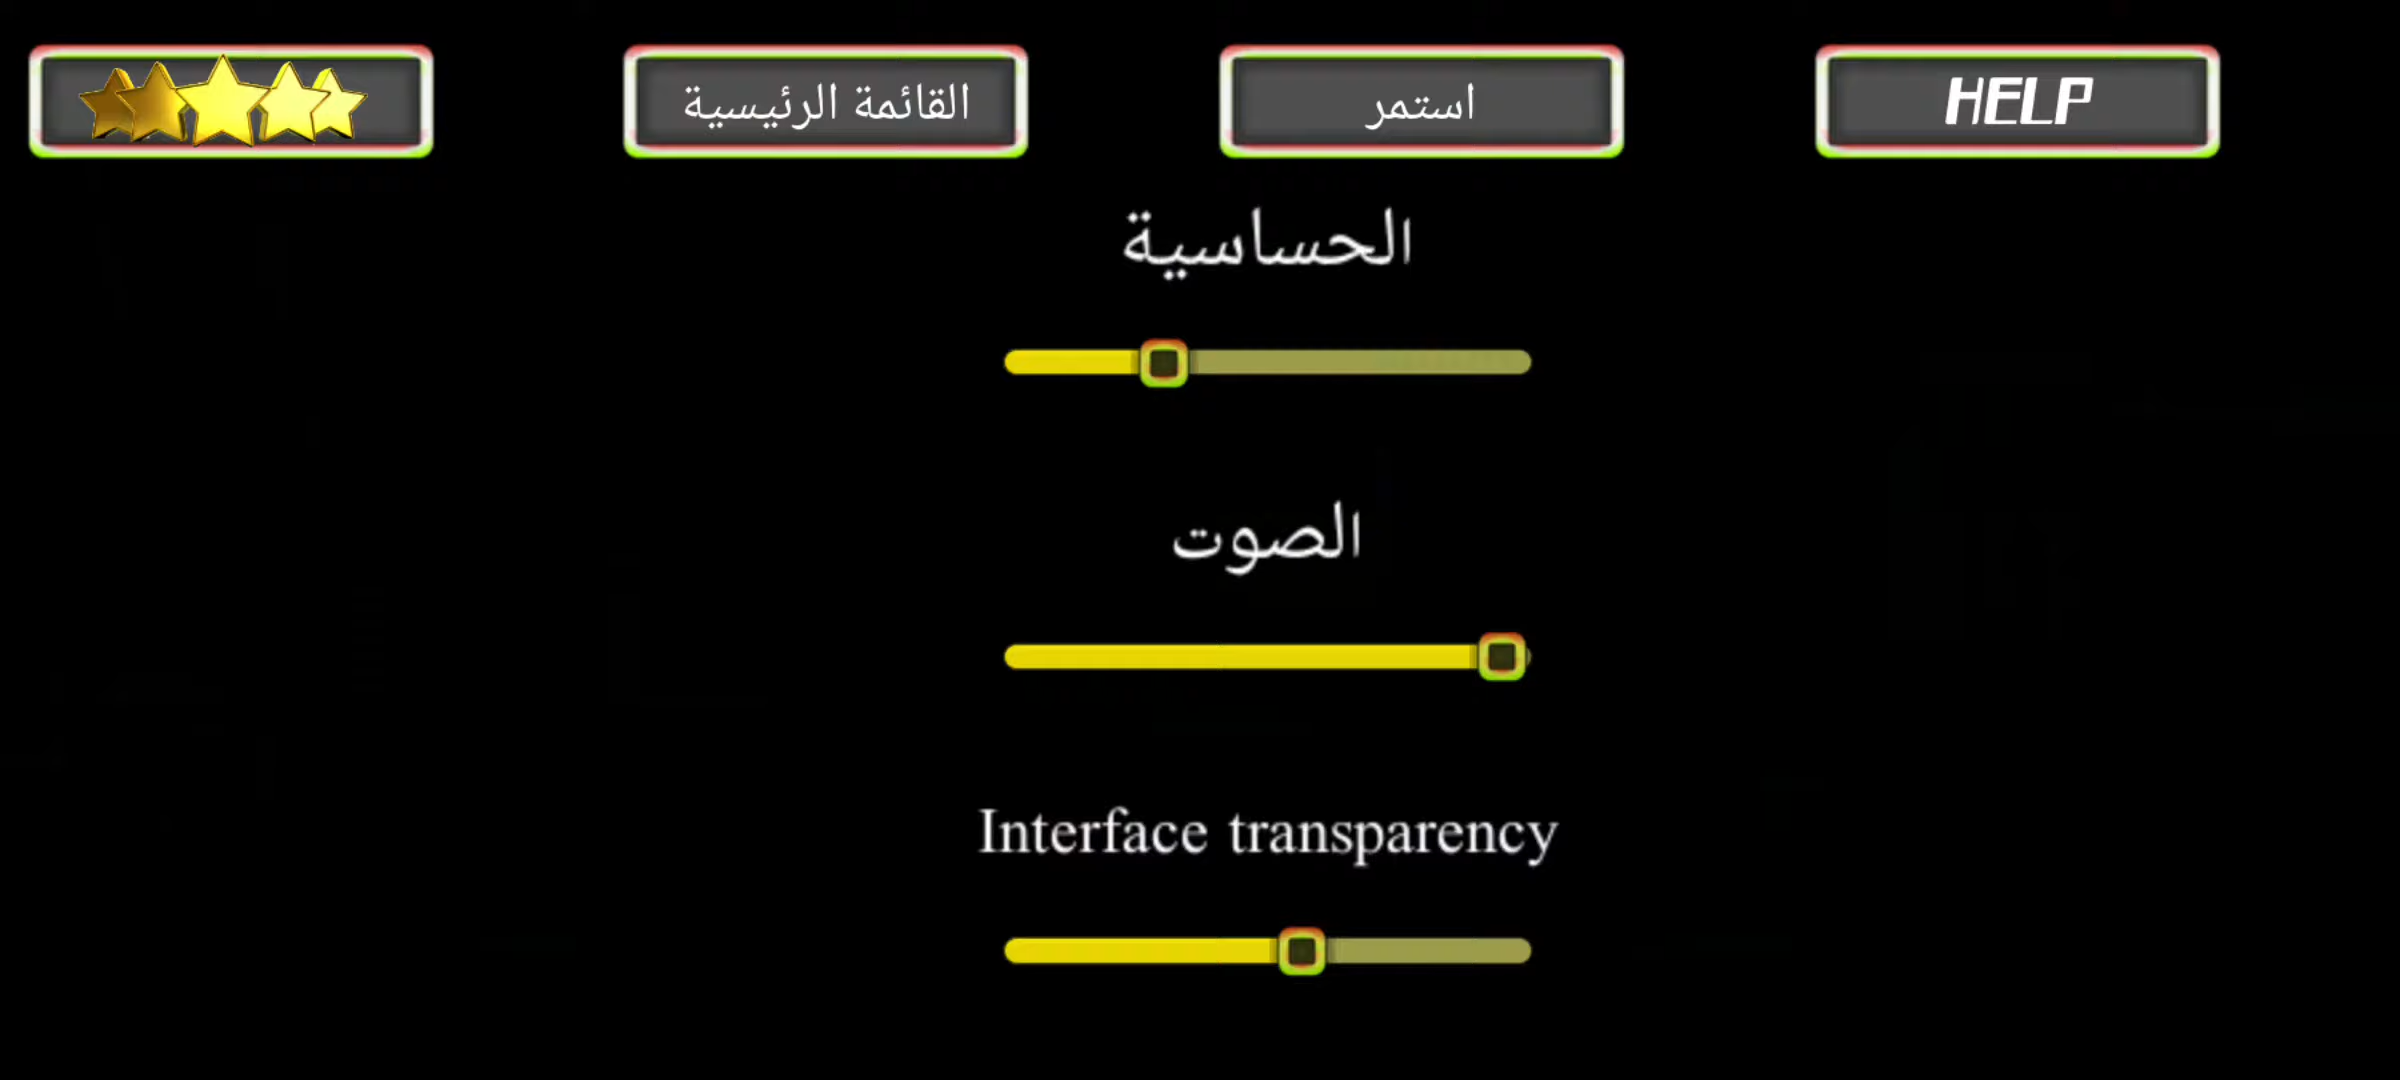 القائمة الرئيسية
استمر
HELP
الحساسية
الصوت
Interface transparency